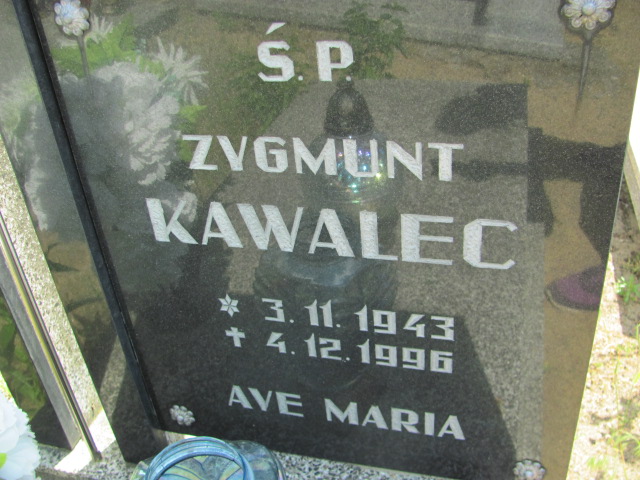 Ś.P.
ZYGMUNT
KAWALEC
* 3.11.1943
✝ 4.12.1996
AVE MARIA